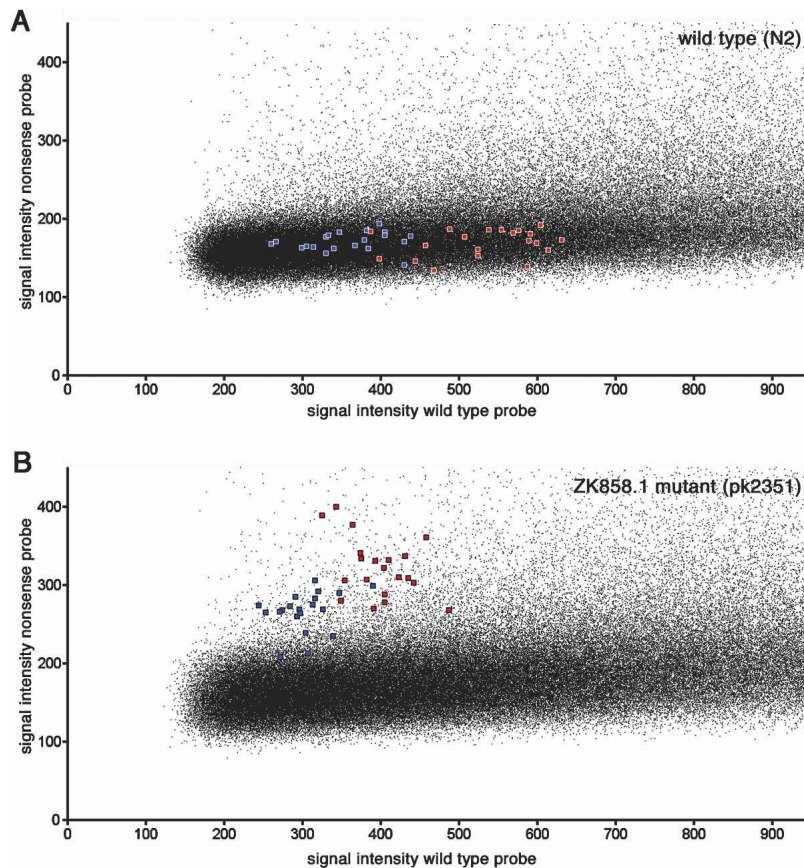 A
wild type (N2)
signal intensity nonsense probe
400
300
200
100
0
0 100 200 300 400 500 600 700 800 900
signal intensity wild type probe
B
ZK858.1 mutant (pk2351)
signal intensity nonsense probe
400
300
200
100
0
0 100 200 300 400 500 600 700 800 900
signal intensity wild type probe